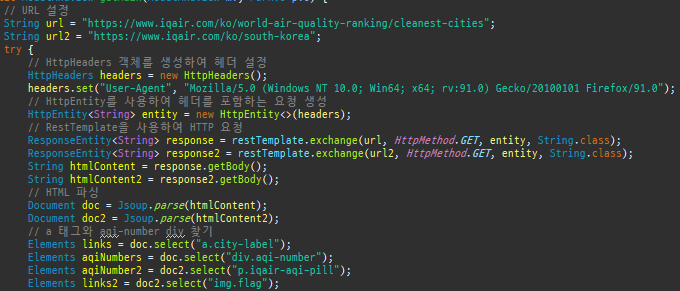 // URL 설정
String url = "https://www.iqair.com/ko/world-air-quality-ranking/cleanest-cities";
String url2 = "https://www.iqair.com/ko/south-korea";
try {
// HttpHeaders 객체를 생성하여 헤더 설정
HttpHeaders headers = new HttpHeaders();
headers.set("User-Agent", "Mozilla/5.0 (Windows NT 10.0; Win64; x64; rv:91.0) Gecko/20100101 Firefox/91.0");
// HttpEntity를 사용하여 헤더를 포함하는 요청 생성
HttpEntity<String> entity = new HttpEntity<>(headers);
// RestTemplate을 사용하여 HTTP 요청
ResponseEntity<String> response = restTemplate.exchange(url, HttpMethod.GET, entity, String.class);
ResponseEntity<String> response2 = restTemplate.exchange(url2, HttpMethod.GET, entity, String.class);
String htmlContent = response.getBody();
String htmlContent2 = response2.getBody();
// HTML 파싱
Document doc = Jsoup.parse(htmlContent);
Document doc2 = Jsoup.parse(htmlContent2);
// a 태그와 aqi-number div 찾기
Elements links = doc.select("a.city-label");
Elements aqiNumbers = doc.select("div.aqi-number");
Elements aqiNumber2 = doc2.select("p.iqair-aqi-pill");
Elements links2 = doc2.select("img.flag");